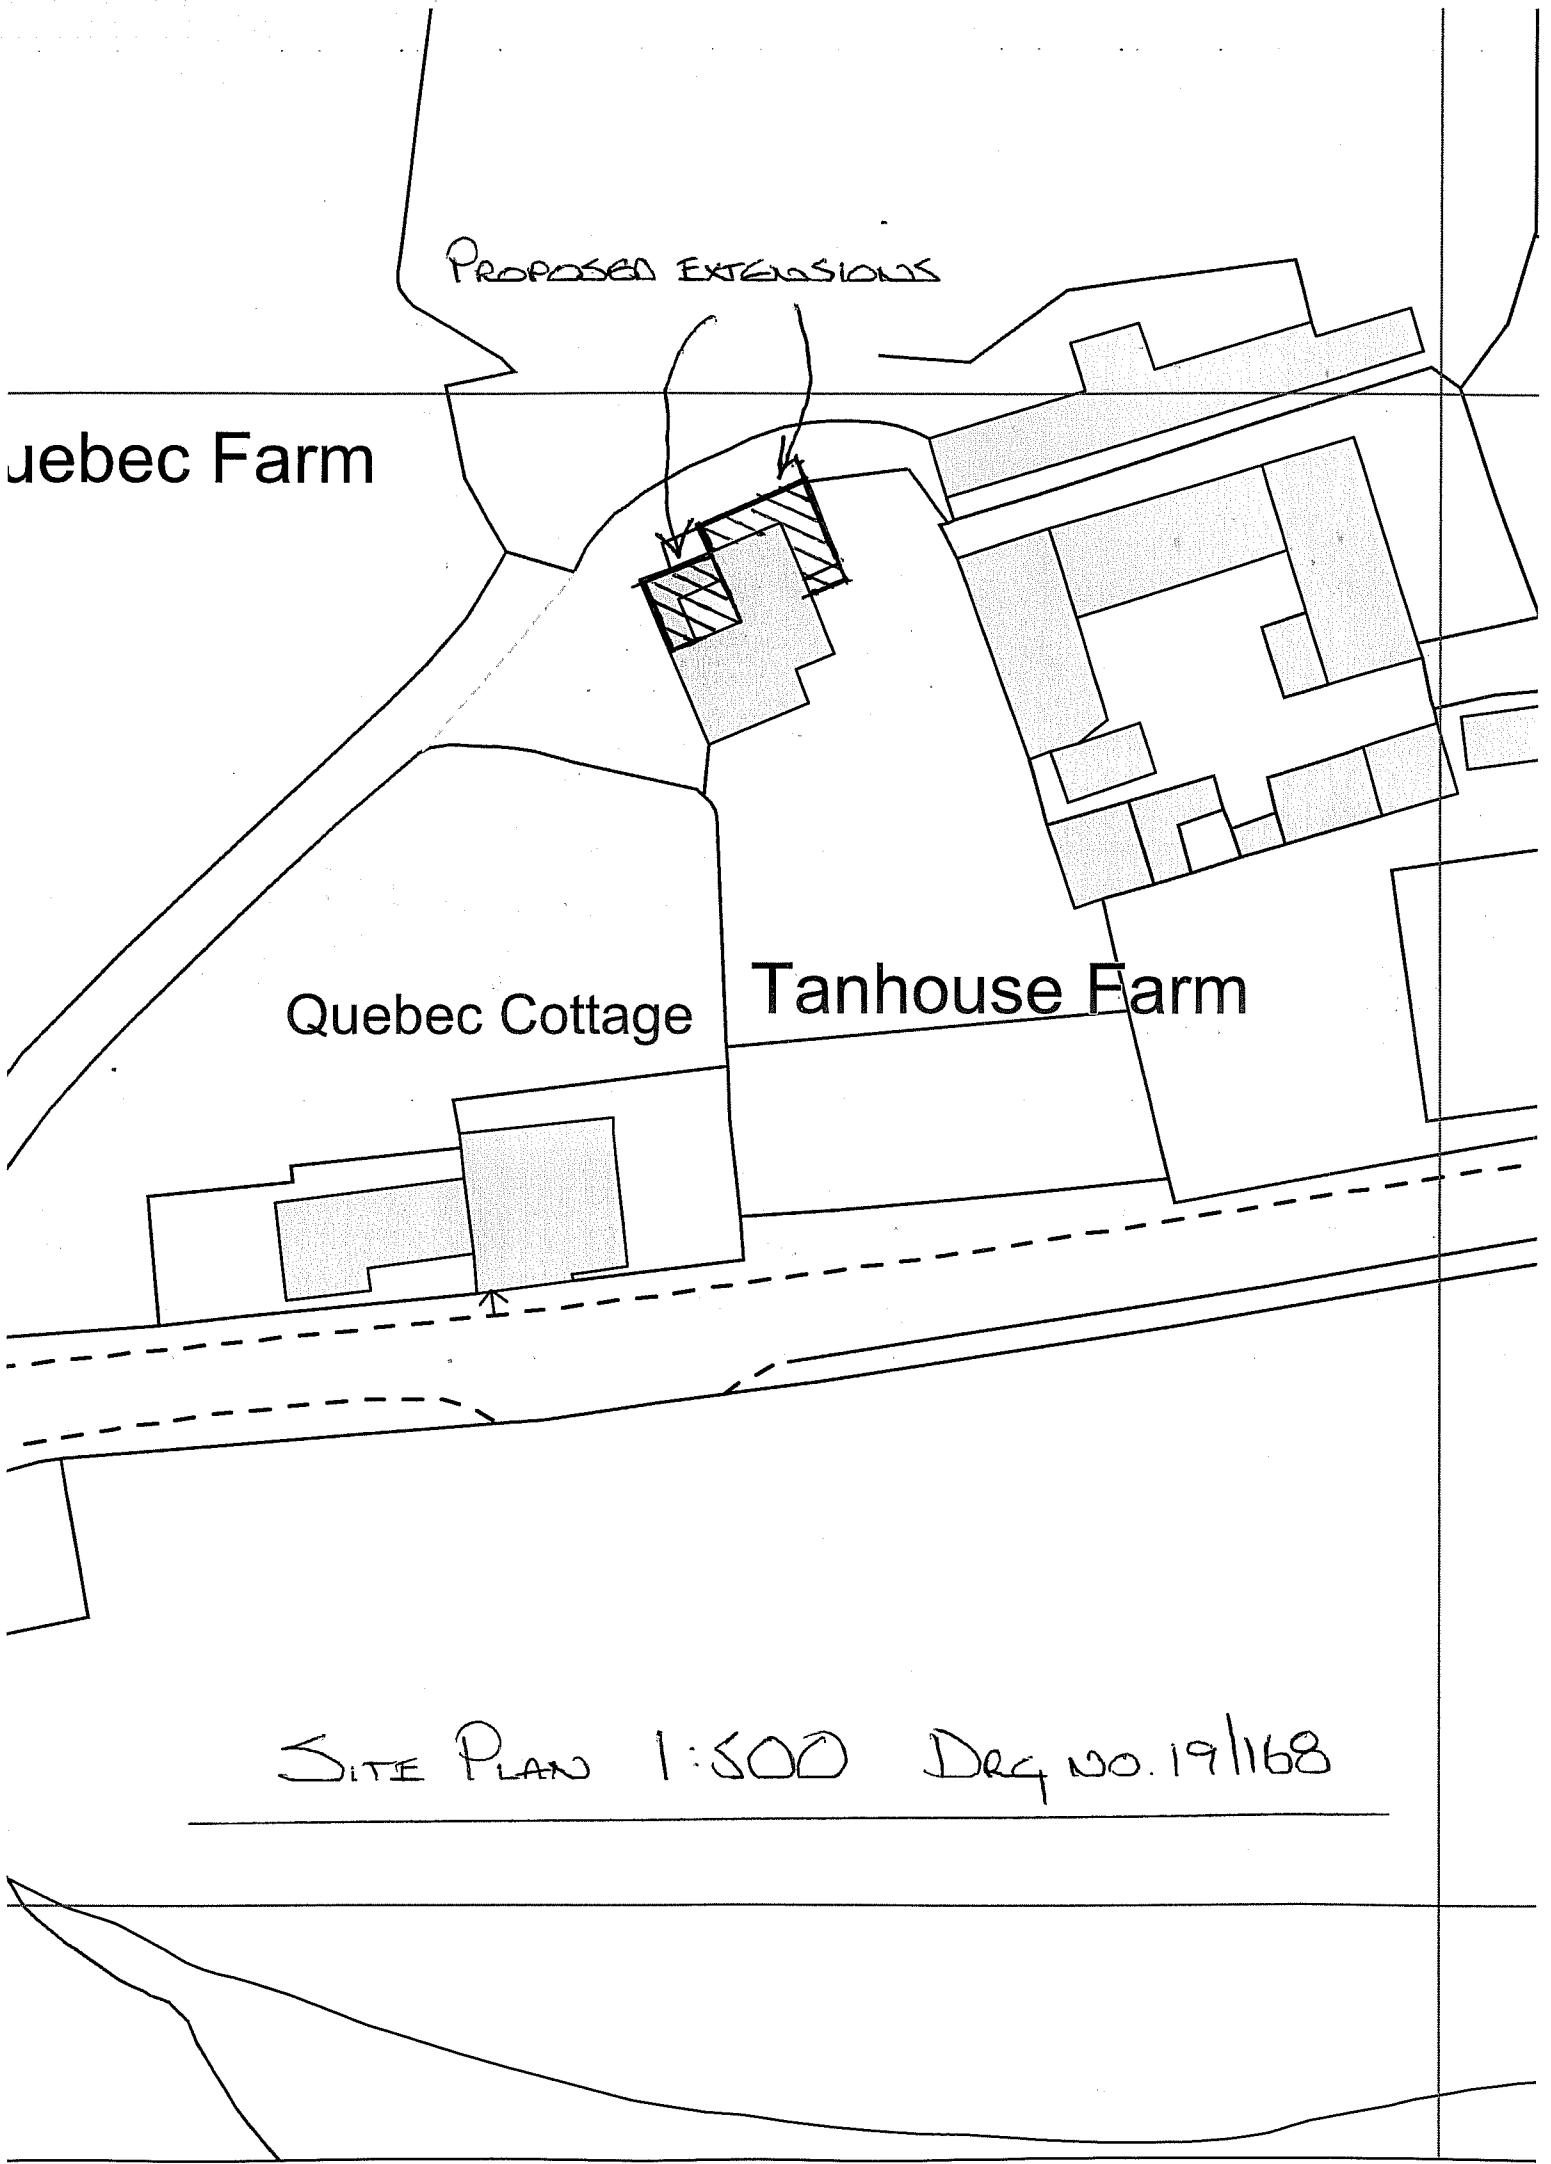 PROPOSED EXTENSIONS
uebec Farm
Tanhouse Farm
Quebec Cottage
SITE PLAN 1:500 DRG NO. 19/168